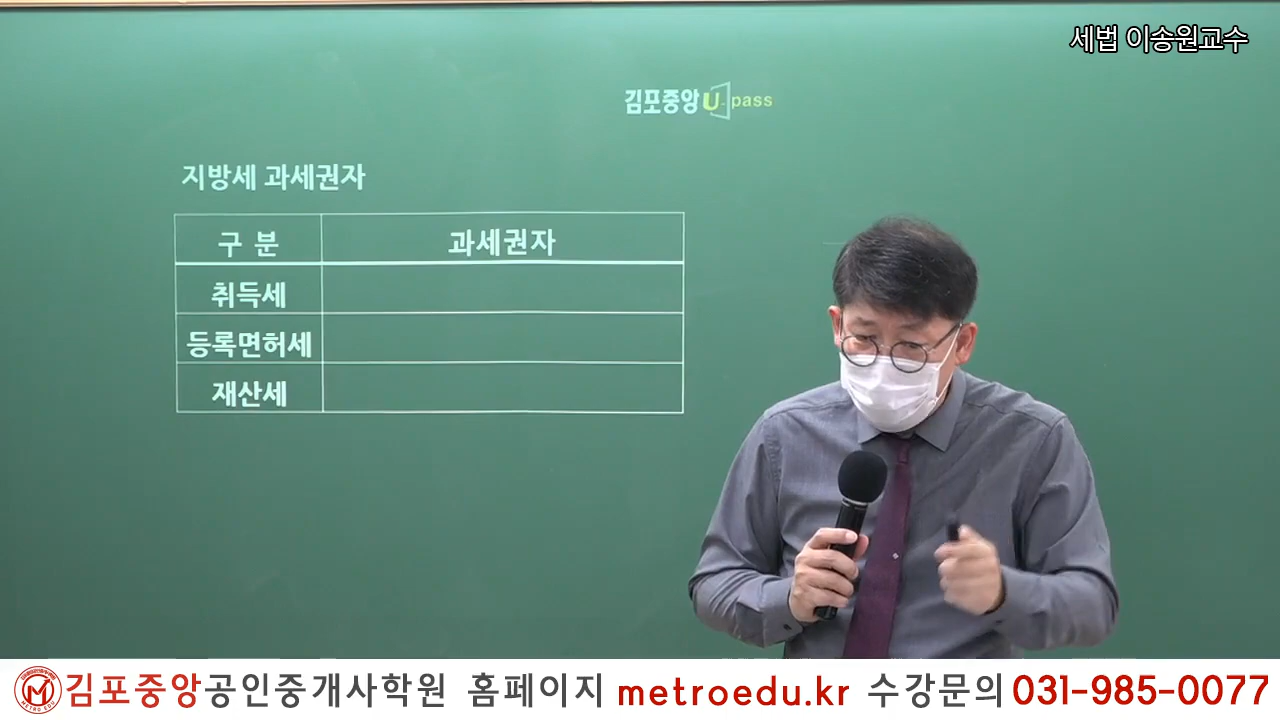 세법 이송원교수
김포중앙 U-pass
지방세 과세권자
구 분 과세권자
취득세
등록면허세
재산세
METRO EDU
김포중앙공인중개사학원 홈페이지 metroedu.kr 수강문의 031-985-0077